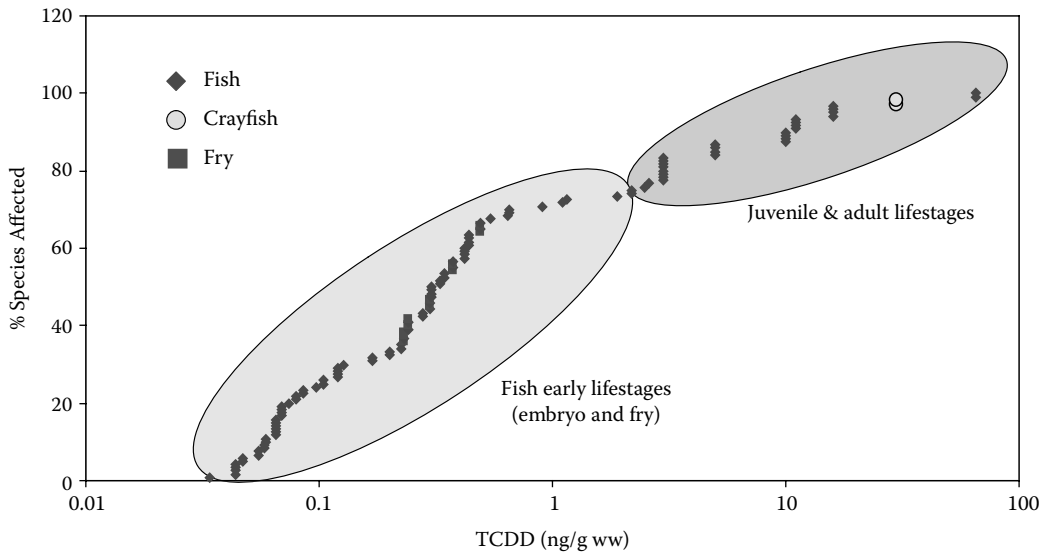 120
100
80
60
40
20
0
% Species Affected
Fish
Crayfish
Fry
Juvenile & adult lifestages
Fish early lifestages
(embryo and fry)
0.01
0.1
1
10
100
TCDD (ng/g ww)